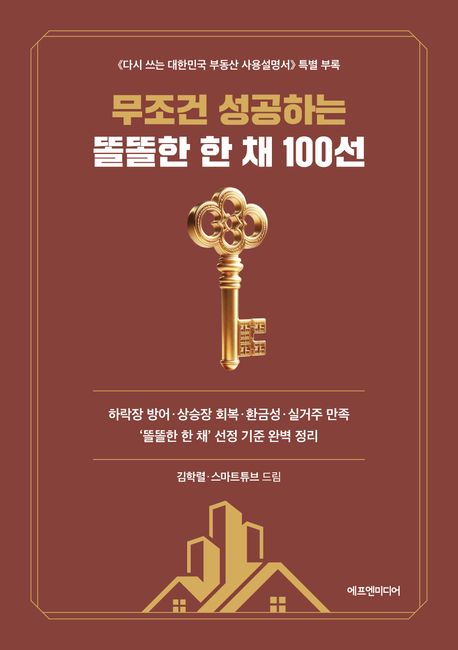 《다시 쓰는 대한민국 부동산 사용설명서》 특별 부록
무조건 성공하는
똘똘한 한 채 100선
하락장 방어·상승장 회복·환금성·실거주 만족
‘똘똘한 한 채’ 선정 기준 완벽 정리
김학렬·스마트튜브 드림
에프엔미디어